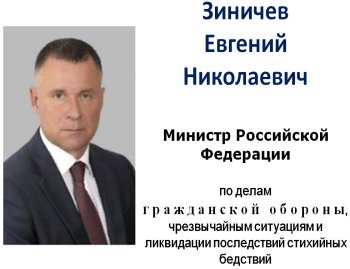 Зиничев
Евгений
Николаевич
Министр Российской
Федерации
по делам
гражданской обороны,
чрезвычайным ситуациям и
ликвидации последствий стихийных
бедствий